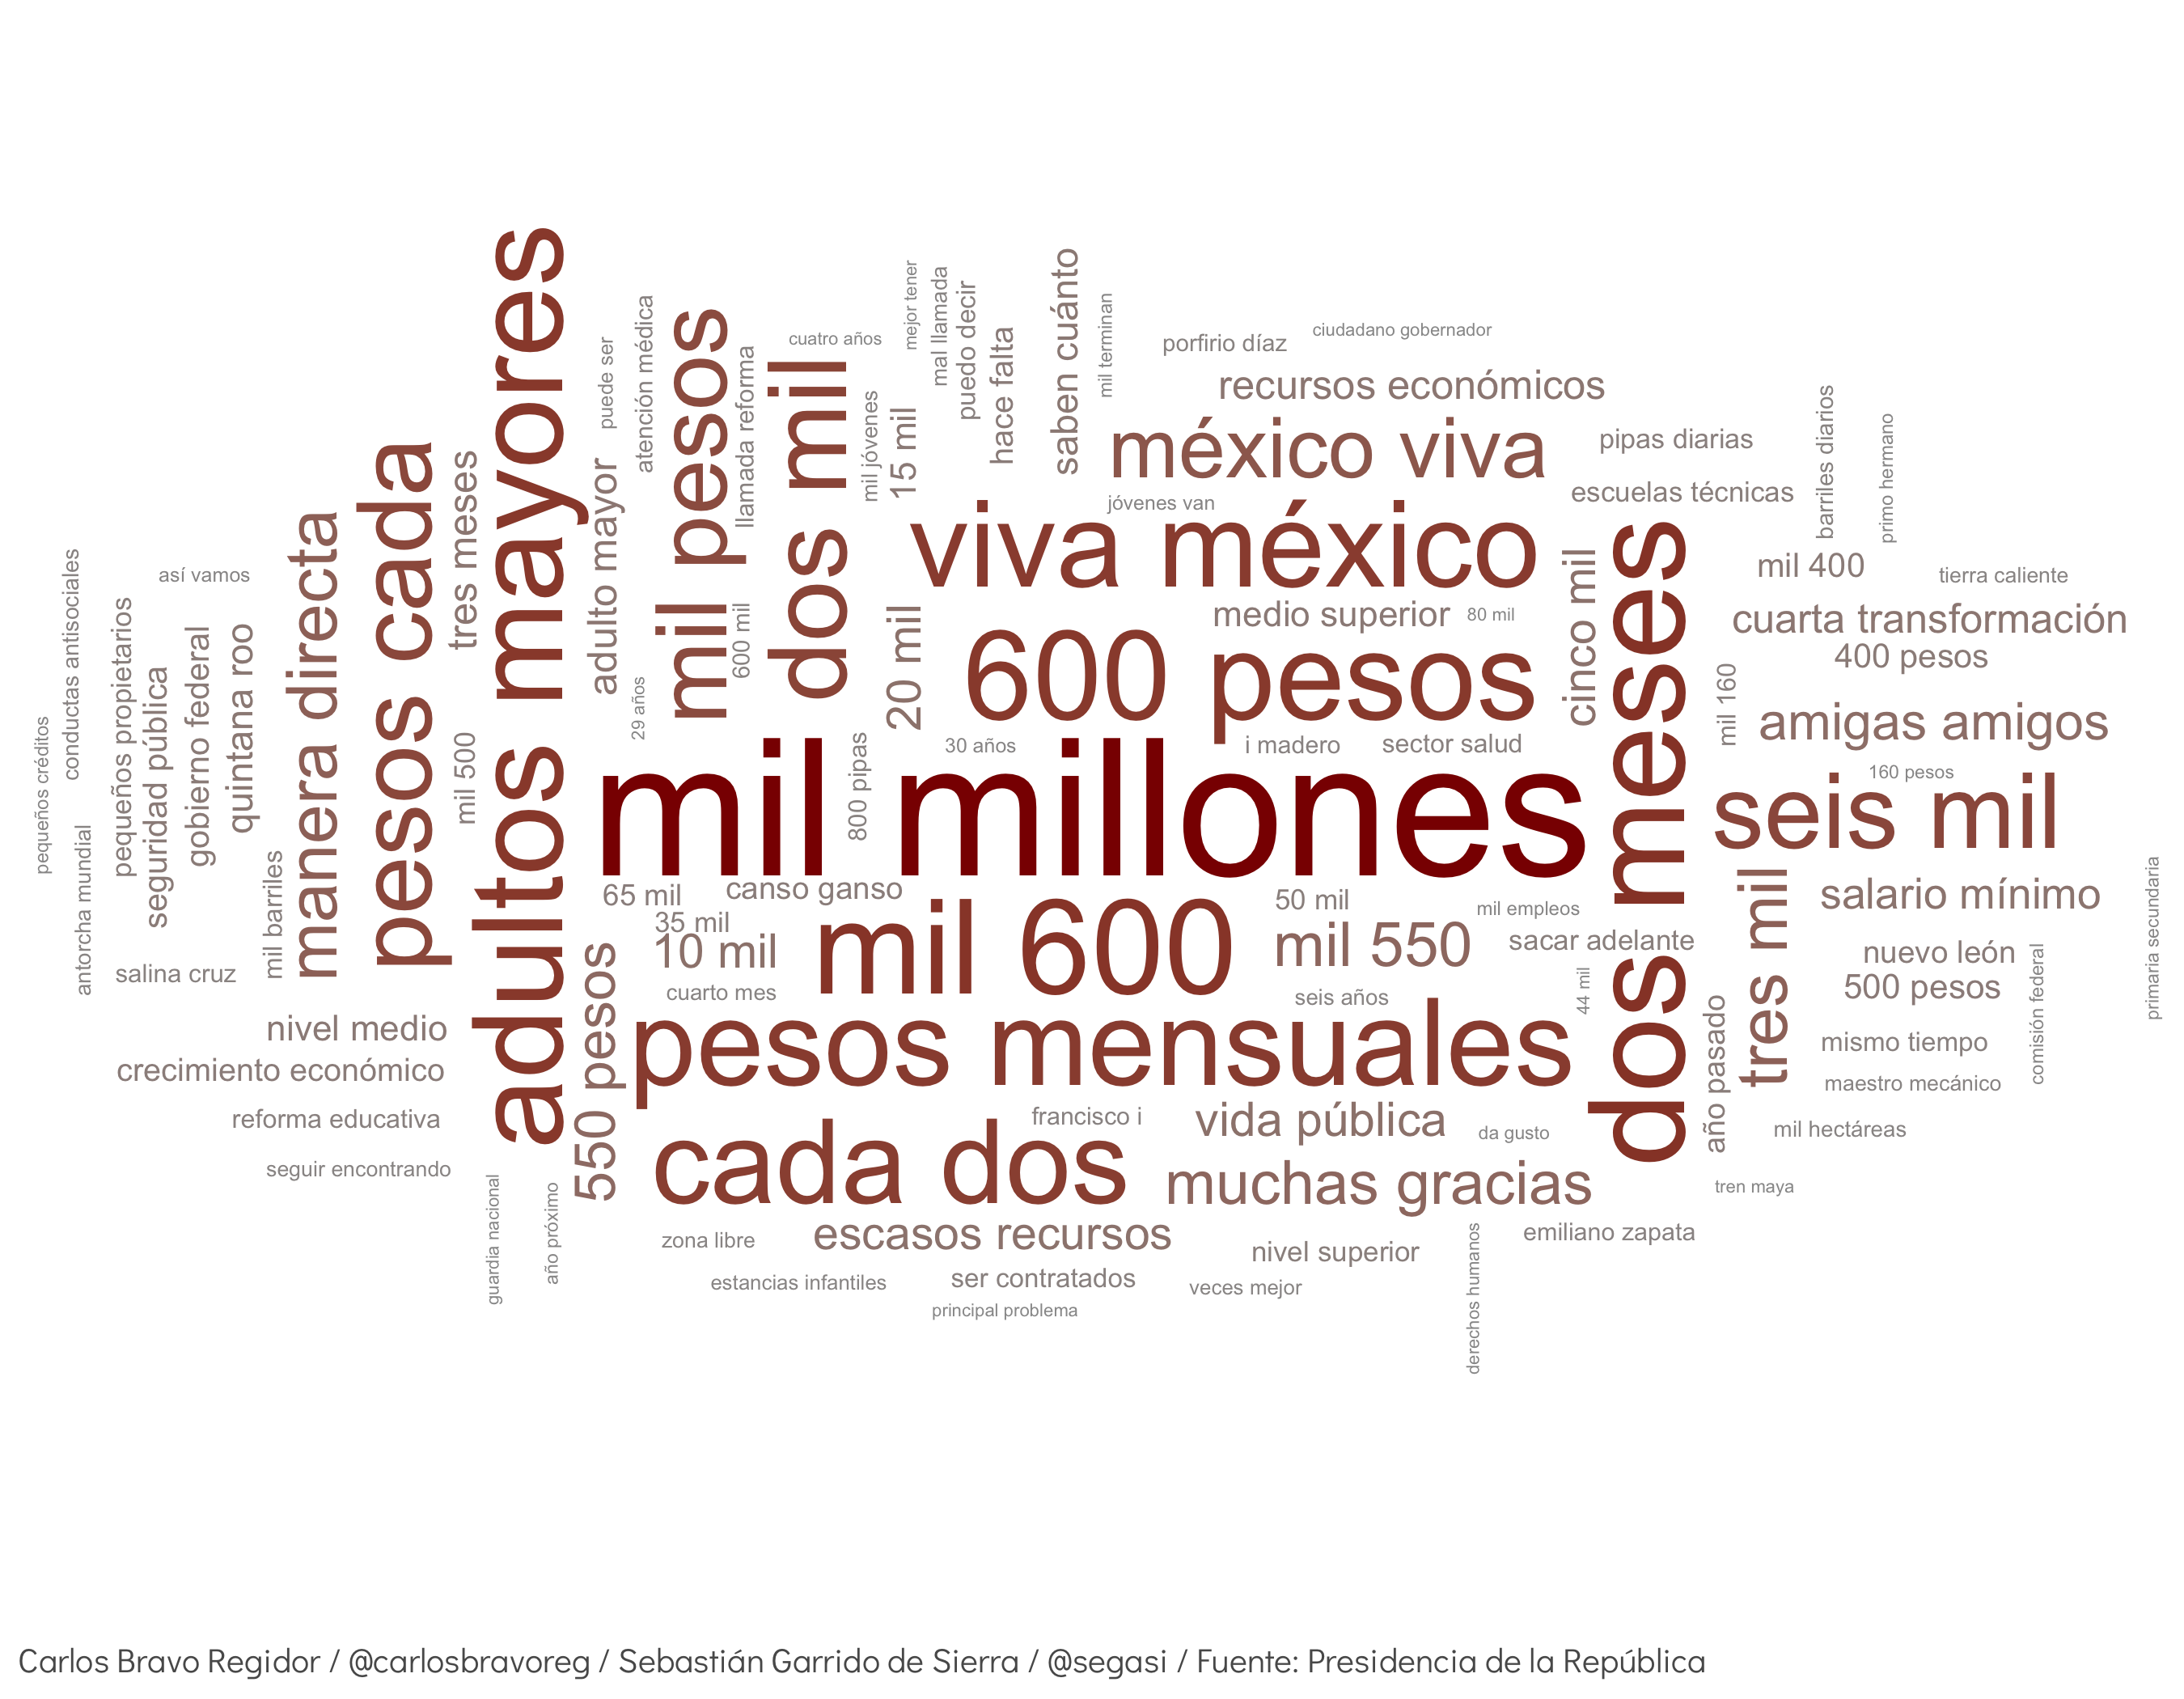 ciudadano gobernador
porfirio díaz
cuatro años
mejor tener
mal llamada
puedo decir
hace falta
saben cuánto
mil terminan
recursos económicos
méxico viva
pipas diarias
escuelas técnicas
barriles diarios
primo hermano
puede ser
atención médica
llamada reforma
mil pesos
dos mil
mil jóvenes
15 mil
jóvenes van
viva méxico
adultos mayores
pesos cada
tres meses
adulto mayor
manera directa
así vamos
conductas antisociales
pequeños propietarios
seguridad pública
gobierno federal
quintana roo
pequeños créditos
antorcha mundial
mil barriles
mil 500
29 años
600 mil
20 mil
medio superior
80 mil
cinco mil
dos meses
mil 400
tierra caliente
cuarta transformación
400 pesos
600 pesos
30 años
i madero
sector salud
mil 160
amigas amigos
160 pesos
800 pipas
mil millones
seis mil
65 mil
canso ganso
35 mil
10 mil
mil 600
50 mil
mil 550
mil empleos
sacar adelante
tres mil
salario mínimo
nuevo león
500 pesos
comisión federal
primaria secundaria
salina cruz
cuarto mes
seis años
44 mil
nivel medio
550 pesos
pesos mensuales
año pasado
mismo tiempo
maestro mecánico
crecimiento económico
reforma educativa
francisco i
vida pública
da gusto
mil hectáreas
seguir encontrando
cada dos
muchas gracias
tren maya
guardia nacional
año próximo
zona libre
escasos recursos
nivel superior
derechos humanos
emiliano zapata
estancias infantiles
ser contratados
veces mejor
principal problema
Carlos Bravo Regidor / @carlosbravoreg / Sebastián Garrido de Sierra / @segasi / Fuente: Presidencia de la República